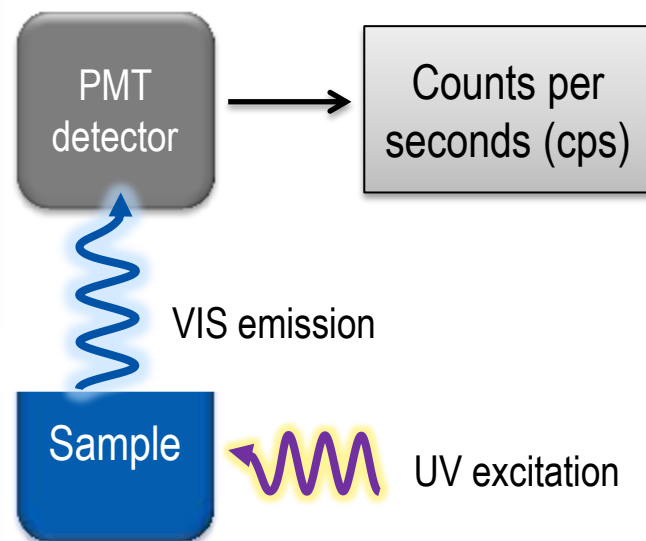 PMT
detector
Counts per
seconds (cps)
VIS emission
Sample
UV excitation